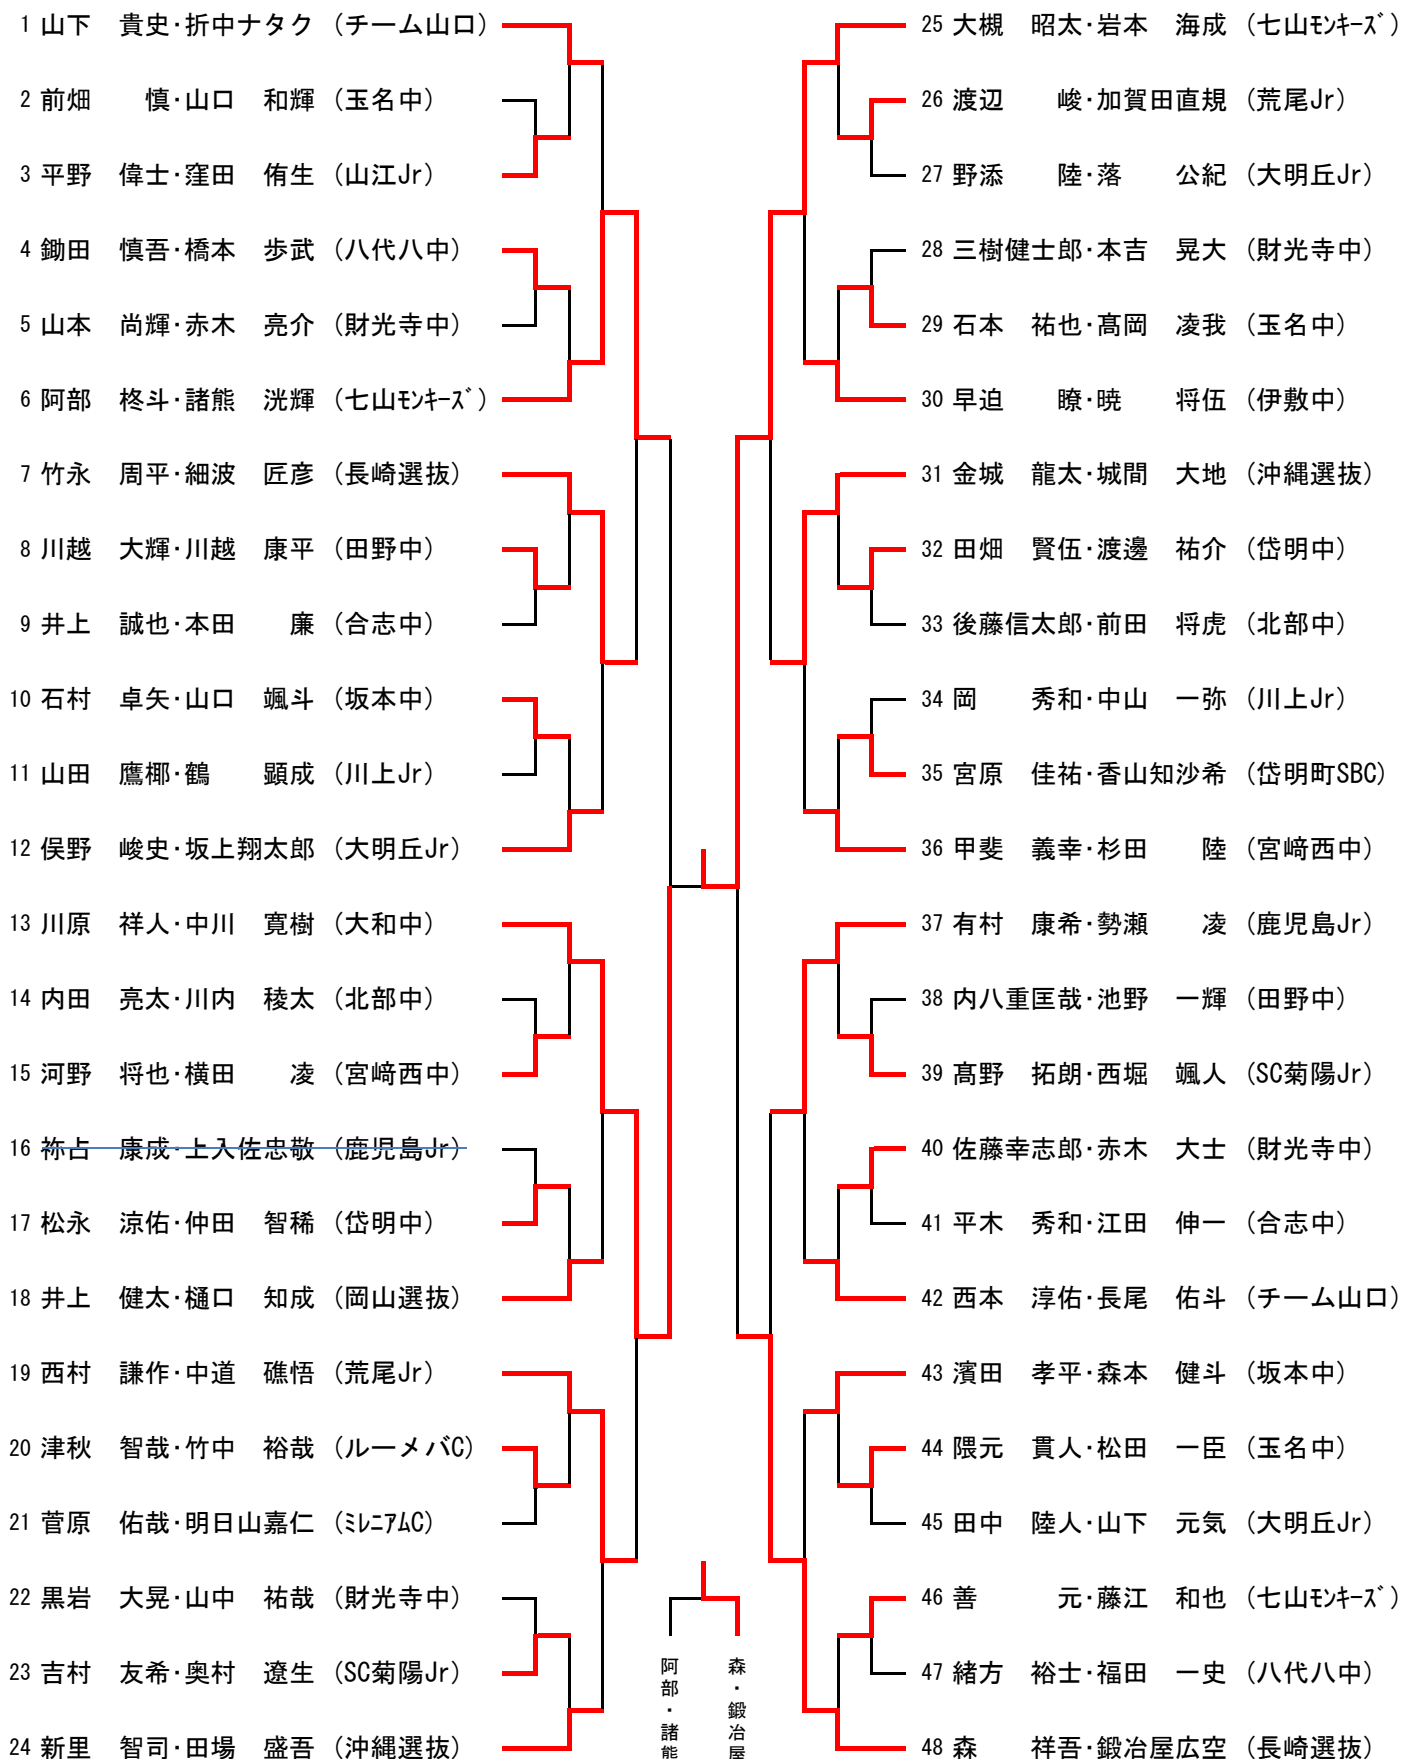 1 山下　貴史・折中ナタク （チーム山口）
2 前畑　　慎・山口　和輝 （玉名中）
3 平野　偉士・窪田　侑生 （山江Jr）
4 鋤田　慎吾・橋本　歩武 （八代八中）
5 山本　尚輝・赤木　亮介 （財光寺中）
6 阿部　柊斗・諸熊　洸輝 （七山ﾓﾝｷｰｽﾞ）
7 竹永　周平・細波　匠彦 （長崎選抜）
8 川越　大輝・川越　康平 （田野中）
9 井上　誠也・本田　　廉 （合志中）
10 石村　卓矢・山口　颯斗 （坂本中）
11 山田　鷹椰・鶴　　顕成 （川上Jr）
12 俣野　峻史・坂上翔太郎 （大明丘Jr）
13 川原　祥人・中川　寛樹 （大和中）
14 内田　亮太・川内　稜太 （北部中）
15 河野　将也・横田　　凌 （宮﨑西中）
16 祢占　康成・上入佐忠敬 （鹿児島Jr）
17 松永　涼佑・仲田　智稀 （岱明中）
18 井上　健太・樋口　知成 （岡山選抜）
19 西村　謙作・中道　礁悟 （荒尾Jr）
20 津秋　智哉・竹中　裕哉 （ルーメバC）
21 菅原　佑哉・明日山嘉仁 （ﾐﾚﾆｱﾑC）
22 黒岩　大晃・山中　祐哉 （財光寺中）
23 吉村　友希・奥村　遼生 （SC菊陽Jr）
24 新里　智司・田場　盛吾 （沖縄選抜）
阿部・諸熊
森・鍛冶屋
25 大槻　昭太・岩本　海成 （七山ﾓﾝｷｰｽﾞ）
26 渡辺　　峻・加賀田直規 （荒尾Jr）
27 野添　　陸・落　　公紀 （大明丘Jr）
28 三樹健士郎・本吉　晃大 （財光寺中）
29 石本　祐也・髙岡　凌我 （玉名中）
30 早迫　　瞭・暁　　将伍 （伊敷中）
31 金城　龍太・城間　大地 （沖縄選抜）
32 田畑　賢伍・渡邊　祐介 （岱明中）
33 後藤信太郎・前田　将虎 （北部中）
34 岡　　秀和・中山　一弥 （川上Jr）
35 宮原　佳祐・香山知沙希 （岱明町SBC）
36 甲斐　義幸・杉田　　陸 （宮﨑西中）
37 有村　康希・勢瀬　　凌 （鹿児島Jr）
38 内八重匡哉・池野　一輝 （田野中）
39 髙野　拓朗・西堀　颯人 （SC菊陽Jr）
40 佐藤幸志郎・赤木　大士 （財光寺中）
41 平木　秀和・江田　伸一 （合志中）
42 西本　淳佑・長尾　佑斗 （チーム山口）
43 濱田　孝平・森本　健斗 （坂本中）
44 隈元　貫人・松田　一臣 （玉名中）
45 田中　陸人・山下　元気 （大明丘Jr）
46 善　　　元・藤江　和也 （七山ﾓﾝｷｰｽﾞ）
47 緒方　裕士・福田　一史 （八代八中）
48 森　　祥吾・鍛冶屋広空 （長崎選抜）